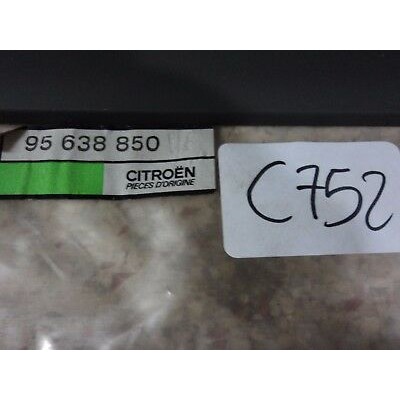 95 638 850
CITROËN
PIECES D'ORIGINE
C752